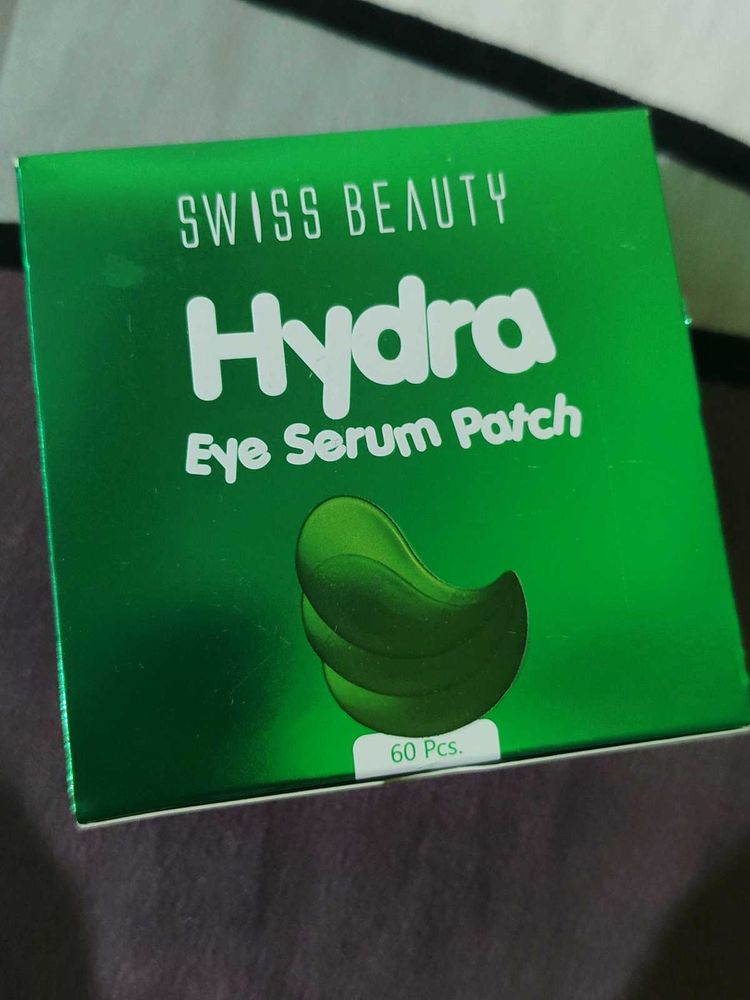 SWISS BEAUTY
Hydra
Eye Serum Patch
60 Pcs.